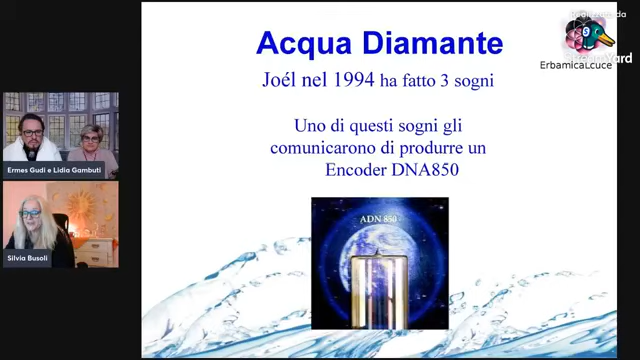 Acqua Diamante
Joél nel 1994 ha fatto 3 sogni
Uno di questi sogni gli
comunicarono di produrre un
Encoder DNA850
ADN 850
ErbamicaLuce
Ermes Gudi e Lidia Gambuti
Silvia Busoli